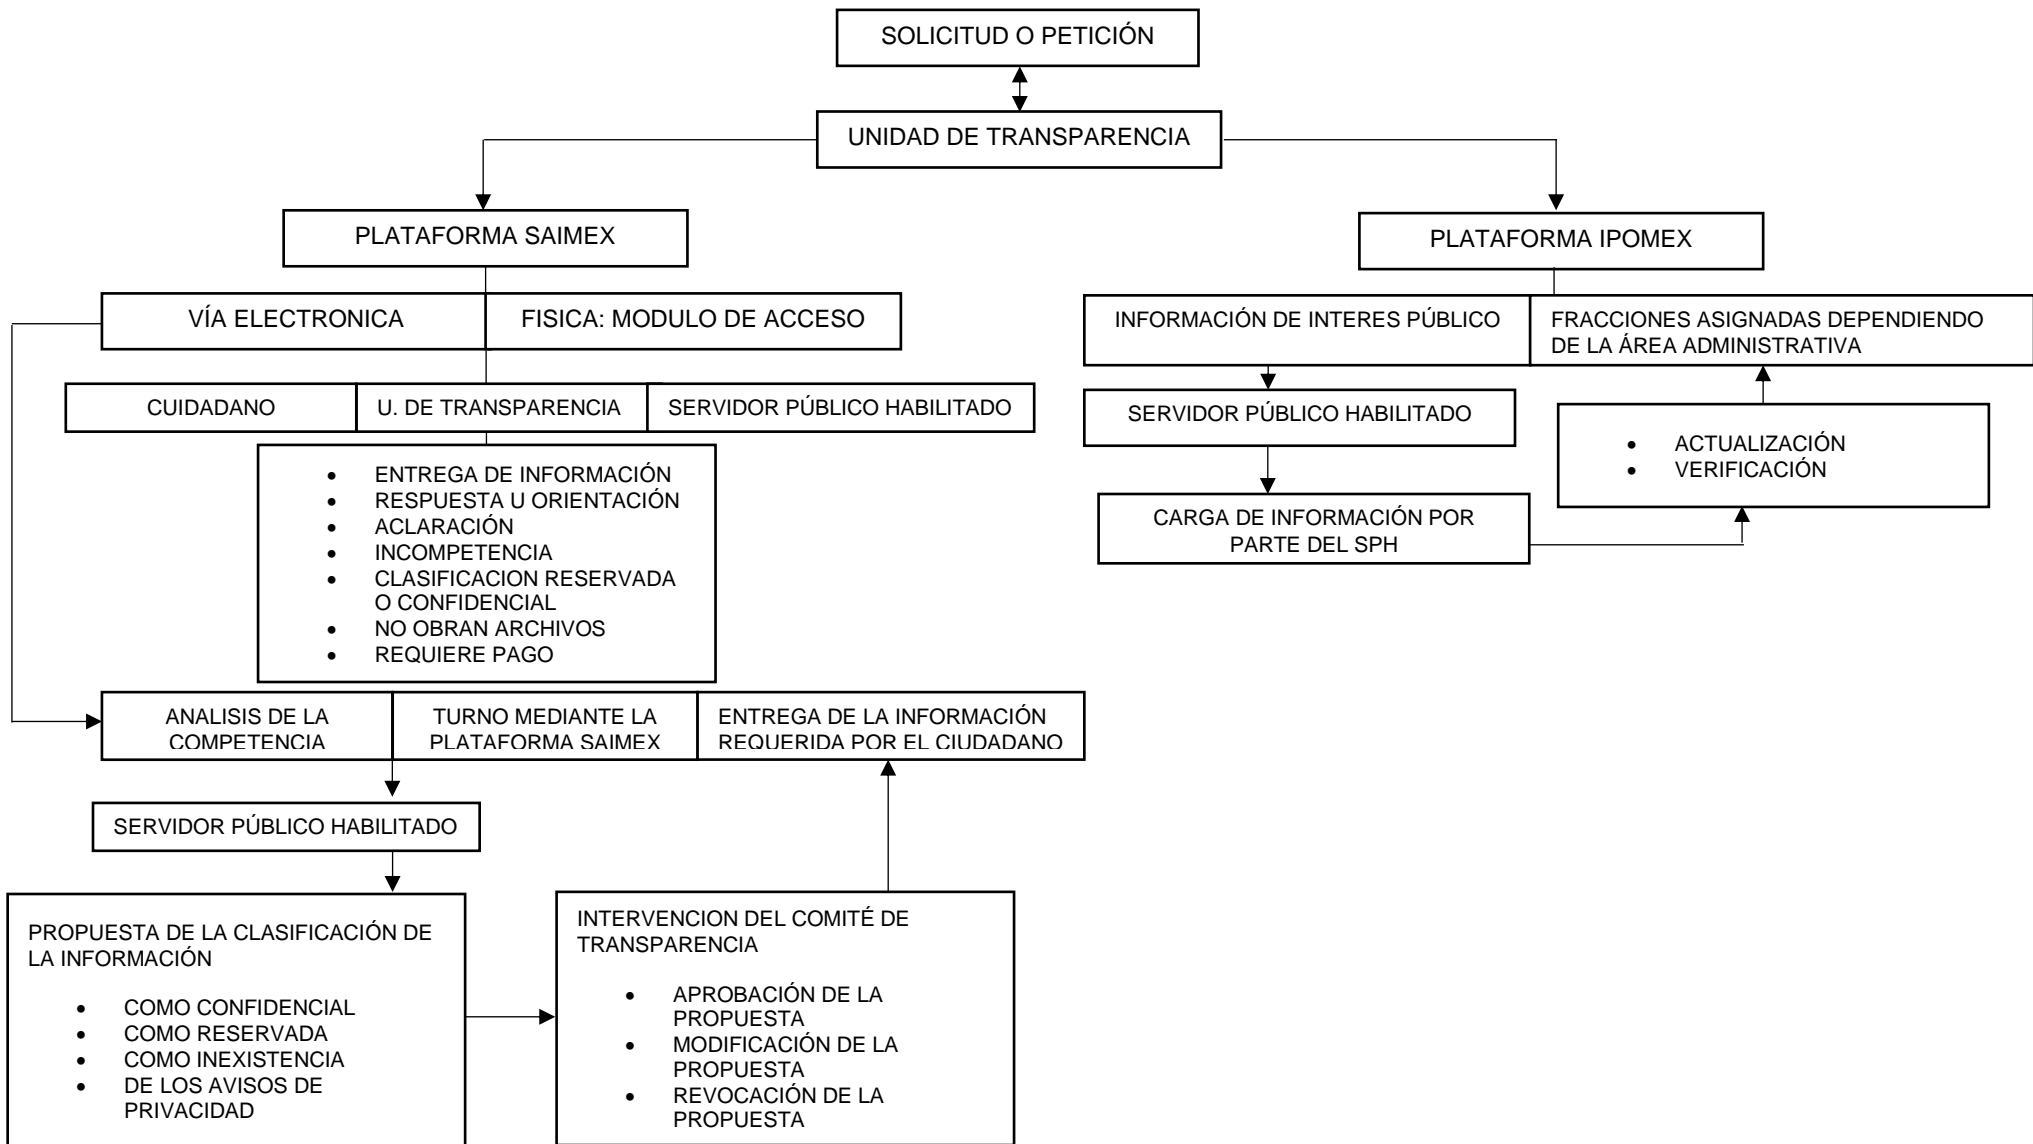 SOLICITUD O PETICIÓN
UNIDAD DE TRANSPARENCIA
PLATAFORMA SAIMEX
PLATAFORMA IPOMEX
VÍA ELECTRONICA
FISICA: MODULO DE ACCESO
CUIDADANO
U. DE TRANSPARENCIA
SERVIDOR PÚBLICO HABILITADO
• ENTREGA DE INFORMACIÓN
• RESPUESTA U ORIENTACIÓN
• ACLARACIÓN
• INCOMPETENCIA
• CLASIFICACION RESERVADA
O CONFIDENCIAL
• NO OBRAN ARCHIVOS
• REQUIERE PAGO
ANALISIS DE LA
COMPETENCIA
TURNO MEDIANTE LA
PLATAFORMA SAIMEX
ENTREGA DE LA INFORMACIÓN
REQUERIDA POR EL CIUDADANO
SERVIDOR PÚBLICO HABILITADO
PROPUESTA DE LA CLASIFICACIÓN DE
LA INFORMACIÓN
• COMO CONFIDENCIAL
• COMO RESERVADA
• COMO INEXISTENCIA
• DE LOS AVISOS DE
PRIVACIDAD
INTERVENCION DEL COMITÉ DE
TRANSPARENCIA
• APROBACIÓN DE LA
PROPUESTA
• MODIFICACIÓN DE LA
PROPUESTA
• REVOCACIÓN DE LA
PROPUESTA
INFORMACIÓN DE INTERES PÚBLICO
FRACCIONES ASIGNADAS DEPENDIENDO
DE LA ÁREA ADMINISTRATIVA
SERVIDOR PÚBLICO HABILITADO
• ACTUALIZACIÓN
• VERIFICACIÓN
CARGA DE INFORMACIÓN POR
PARTE DEL SPH